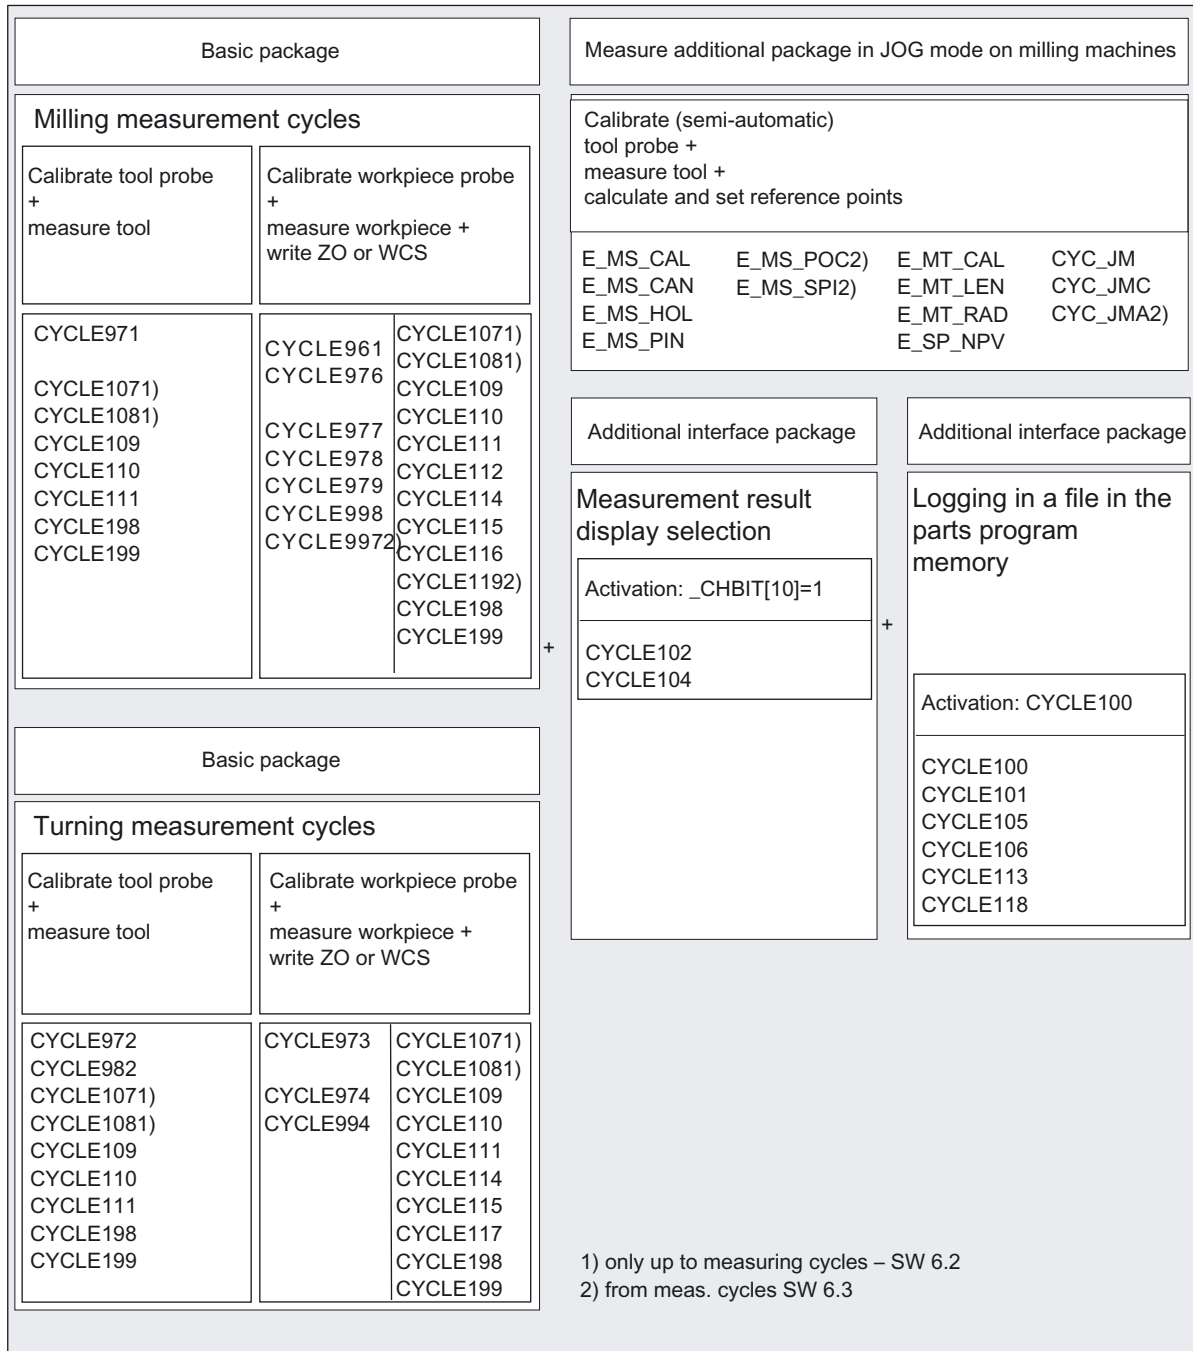 Basic package
Milling measurement cycles
Calibrate tool probe
+
measure tool
Calibrate workpiece probe
+
measure workpiece +
write ZO or WCS
CYCLE971
CYCLE1071)
CYCLE1081)
CYCLE109
CYCLE110
CYCLE111
CYCLE198
CYCLE199
CYCLE961
CYCLE976
CYCLE977
CYCLE978
CYCLE979
CYCLE998
CYCLE9972)
CYCLE1071)
CYCLE1081)
CYCLE109
CYCLE110
CYCLE111
CYCLE112
CYCLE114
CYCLE115
CYCLE116
CYCLE1192)
CYCLE198
CYCLE199
Basic package
Turning measurement cycles
Calibrate tool probe
+
measure tool
Calibrate workpiece probe
+
measure workpiece +
write ZO or WCS
CYCLE972
CYCLE982
CYCLE1071)
CYCLE1081)
CYCLE109
CYCLE110
CYCLE111
CYCLE198
CYCLE199
CYCLE973
CYCLE974
CYCLE994
CYCLE1071)
CYCLE1081)
CYCLE109
CYCLE110
CYCLE111
CYCLE114
CYCLE115
CYCLE117
CYCLE198
CYCLE199
+
Measure additional package in JOG mode on milling machines
Calibrate (semi-automatic)
tool probe +
measure tool +
calculate and set reference points
E_MS_CAL
E_MS_CAN
E_MS_HOL
E_MS_PIN
E_MS_POC2)
E_MS_SPI2)
E_MT_CAL
E_MT_LEN
E_MT_RAD
E_SP_NPV
CYC_JM
CYC_JMC
CYC_JMA2)
Additional interface package
Measurement result
display selection
Activation: _CHBIT[10]=1
CYCLE102
CYCLE104
+
Additional interface package
Logging in a file in the
parts program
memory
Activation: CYCLE100
CYCLE100
CYCLE101
CYCLE105
CYCLE106
CYCLE113
CYCLE118
1) only up to measuring cycles – SW 6.2
2) from meas. cycles SW 6.3